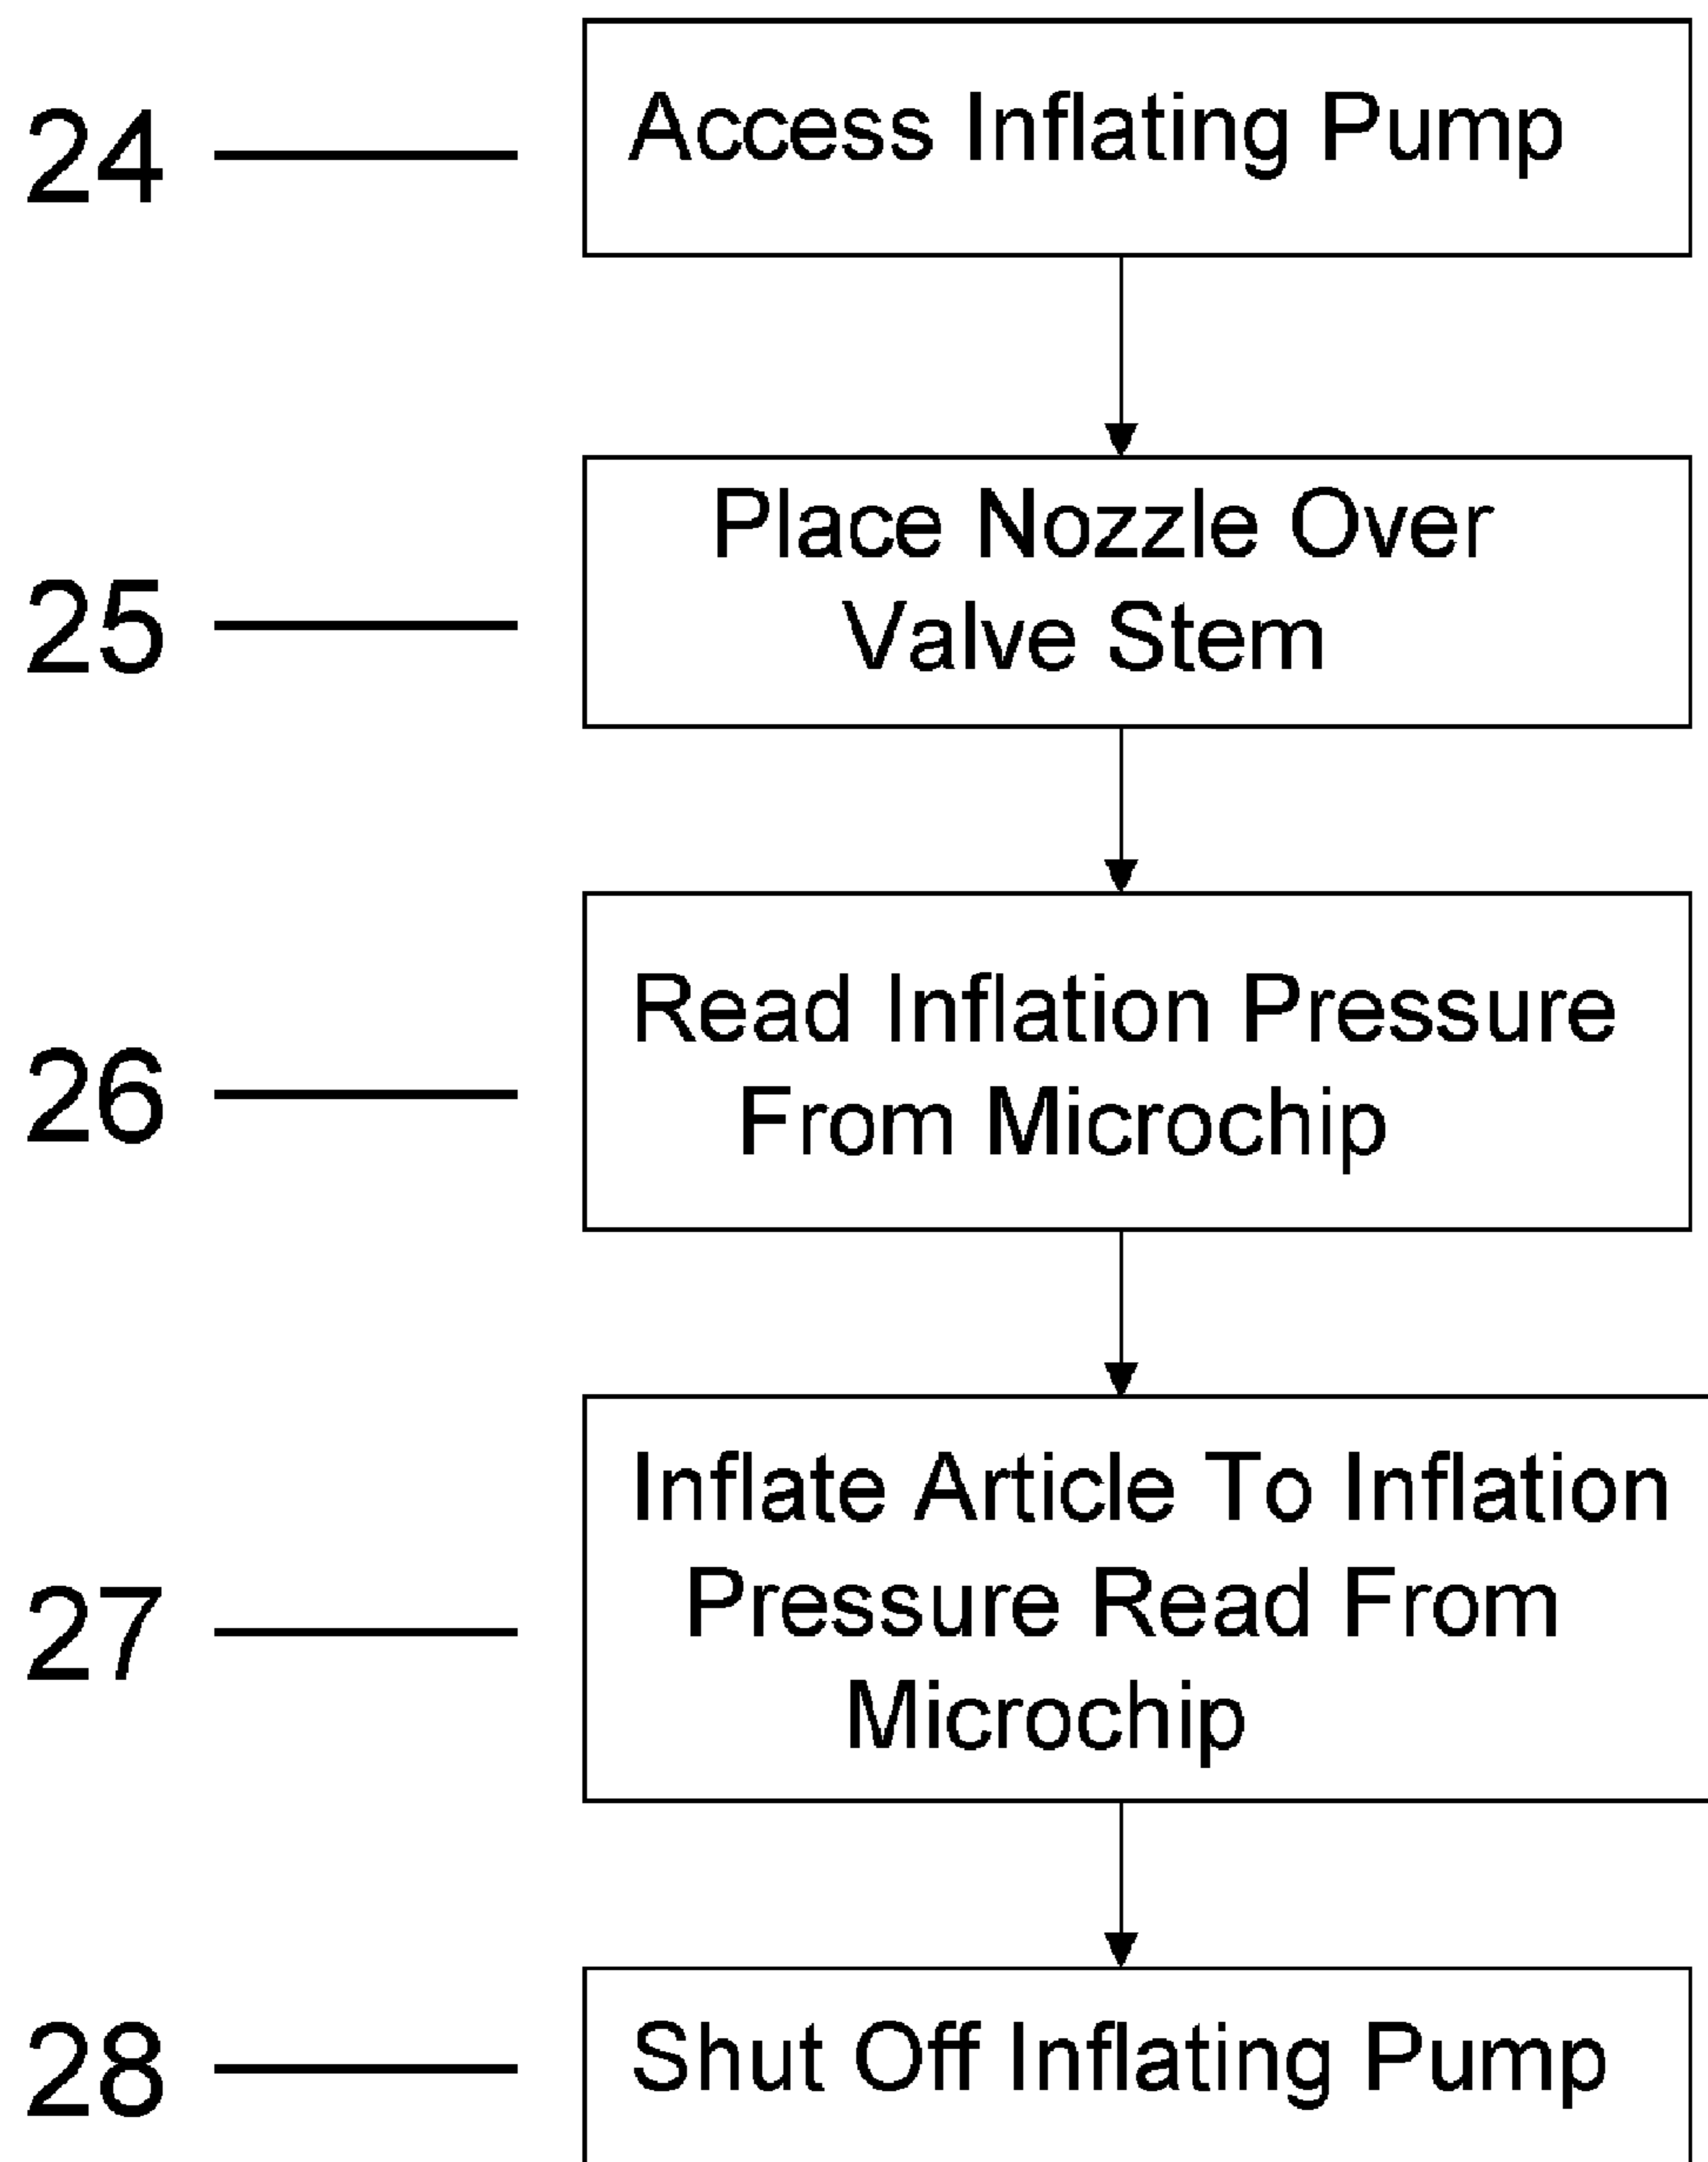 24
Access Inflating Pump
25
Place Nozzle Over
Valve Stem
26
Read Inflation Pressure
From Microchip
27
Inflate Article To Inflation
Pressure Read From
Microchip
28
Shut Off Inflating Pump